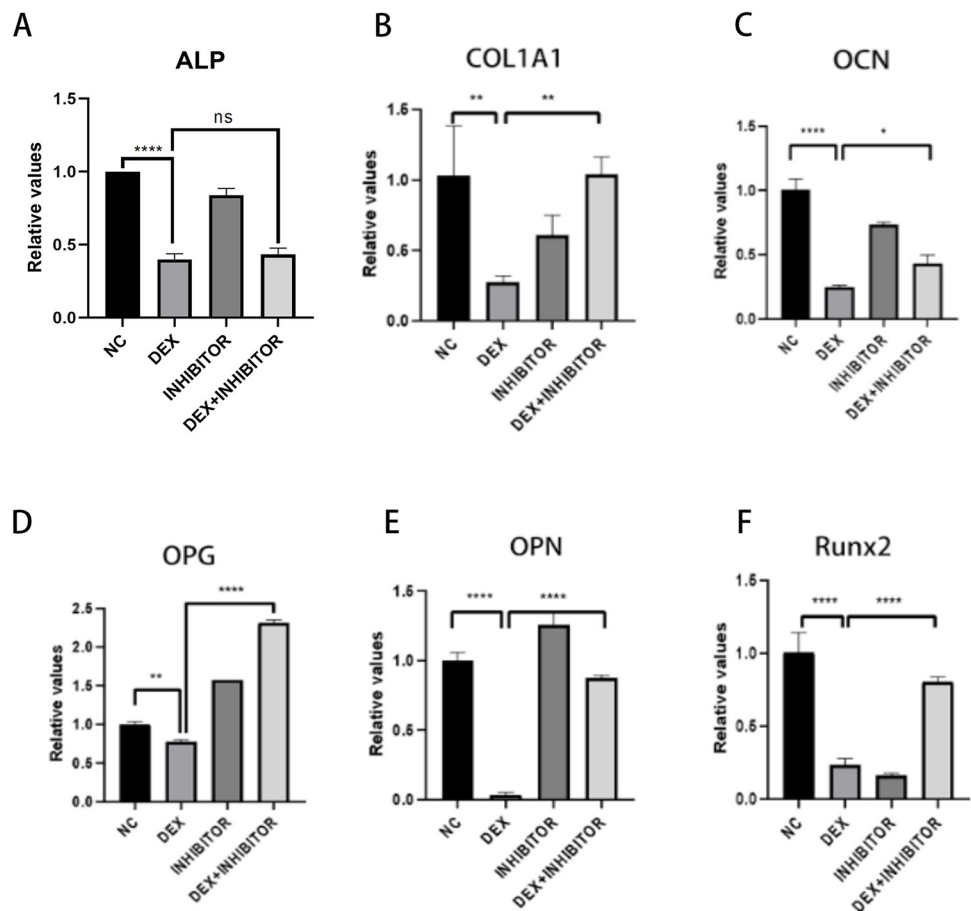 A
ALP
Relative values
1.5
1.0
0.5
0.0
****
ns
NC
DEX
INHIBITOR
DEX+INHIBITOR
B
COL1A1
Relative values
1.5
1.0
0.5
0.0
**
**
NC
DEX
INHIBITOR
DEX+INHIBITOR
C
OCN
Relative values
1.5
1.0
0.5
0.0
****
*
NC
DEX
INHIBITOR
DEX+INHIBITOR
D
OPG
Relative values
2.5
2.0
1.5
1.0
0.5
0.0
**
****
NC
DEX
INHIBITOR
DEX+INHIBITOR
E
OPN
Relative values
1.5
1.0
0.5
0.0
****
****
NC
DEX
INHIBITOR
DEX+INHIBITOR
F
Runx2
Relative values
1.5
1.0
0.5
0.0
****
****
NC
DEX
INHIBITOR
DEX+INHIBITOR